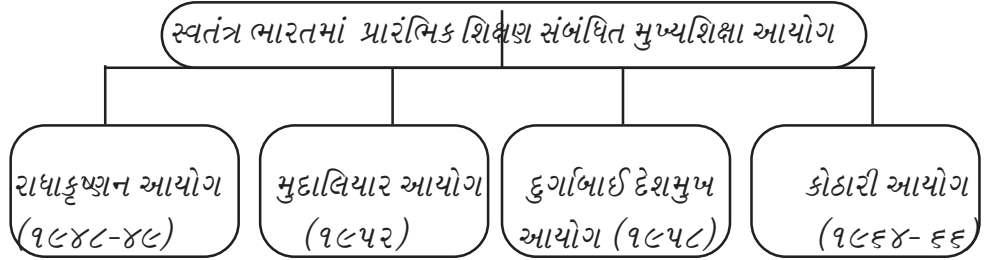 સ્વતંત્ર ભારતમાં પ્રારંભિક શિક્ષણ સંબંધિત મુખ્યશિક્ષા આયોગ
રાધાકૃષ્ણન આયોગ
(૧૯૪૮-૪૯)
મુદાલિયાર આયોગ
(૧૯૫૨)
દુર્ગાબાઈ દેશમુખ
આયોગ (૧૯૫૮)
કોઠારી આયોગ
(૧૯૬૪- ૬૬)